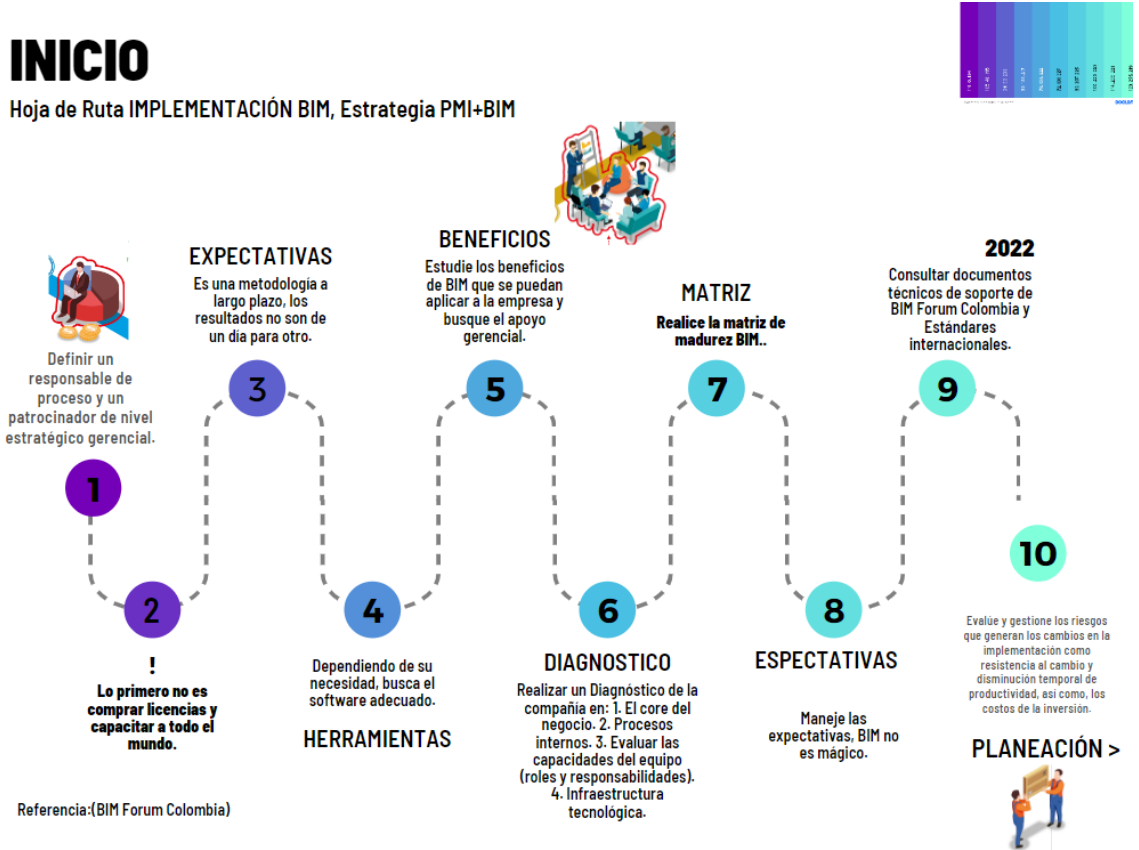 INICIO
Hoja de Ruta IMPLEMENTACIÓN BIM, Estrategia PMI+BIM
Definir un
responsable de
proceso y un
patrocinador de nivel
estratégico gerencial.
1
2
!
Lo primero no es
comprar licencias y
capacitar a todo el
mundo.
EXPECTATIVAS
Es una metodología a
largo plazo, los
resultados no son de
un día para otro.
3
4
Dependiendo de su
necesidad, busca el
software adecuado.
HERRAMIENTAS
BENEFICIOS
Estudie los beneficios
de BIM que se puedan
aplicar a la empresa y
busque el apoyo
gerencial.
5
6
DIAGNOSTICO
Realizar un Diagnóstico de la
compañía en: 1. El core del
negocio. 2. Procesos
internos. 3. Evaluar las
capacidades del equipo
(roles y responsabilidades).
4. Infraestructura
tecnológica.
MATRIZ
Realice la matriz de
madurez BIM..
7
8
ESPECTATIVAS
Maneje las
expectativas, BIM no
es mágico.
2022
Consultar documentos
técnicos de soporte de
BIM Forum Colombia y
Estándares
internacionales.
9
10
Evalúe y gestione los riesgos
que generan los cambios en la
implementación como
resistencia al cambio y
disminución temporal de
productividad, así como, los
costos de la inversión.
PLANEACIÓN >
Referencia:(BIM Forum Colombia)